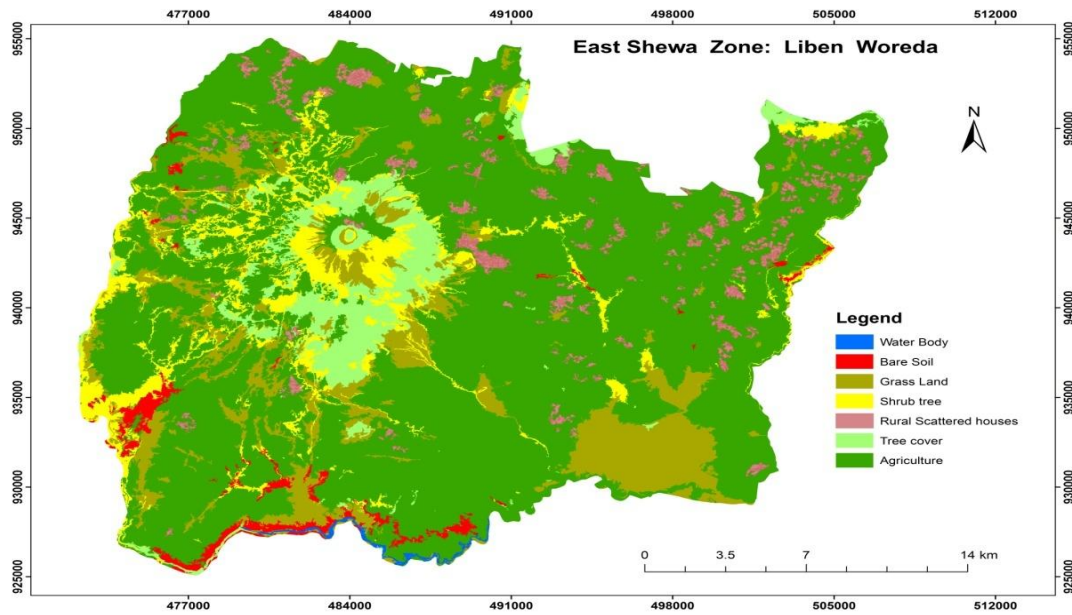 477000 484000 491000 498000 505000 512000
East Shewa Zone: Liben Woreda
N
955000 955000
950000 950000
945000 945000
940000 940000
935000 935000
930000 930000
925000 925000
Legend
Water Body
Bare Soil
Grass Land
Shrub tree
Rural Scattered houses
Tree cover
Agriculture
0 3.5 7 14 km
477000 484000 491000 498000 505000 512000